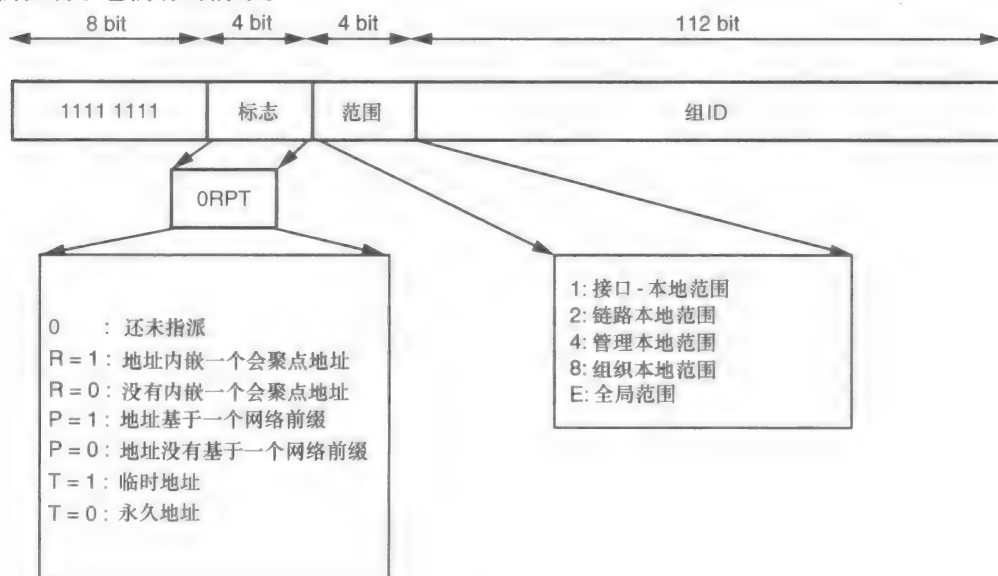 8 bit 4 bit 4 bit 112 bit
1111 1111 标志 范围 组ID
0RPT
0 : 还未指派
R = 1 : 地址内嵌一个会聚点地址
R = 0 : 没有内嵌一个会聚点地址
P = 1 : 地址基于一个网络前缀
P = 0 : 地址没有基于一个网络前缀
T = 1 : 临时地址
T = 0 : 永久地址
1: 接口 - 本地范围
2: 链路本地范围
4: 管理本地范围
8: 组织本地范围
E: 全局范围